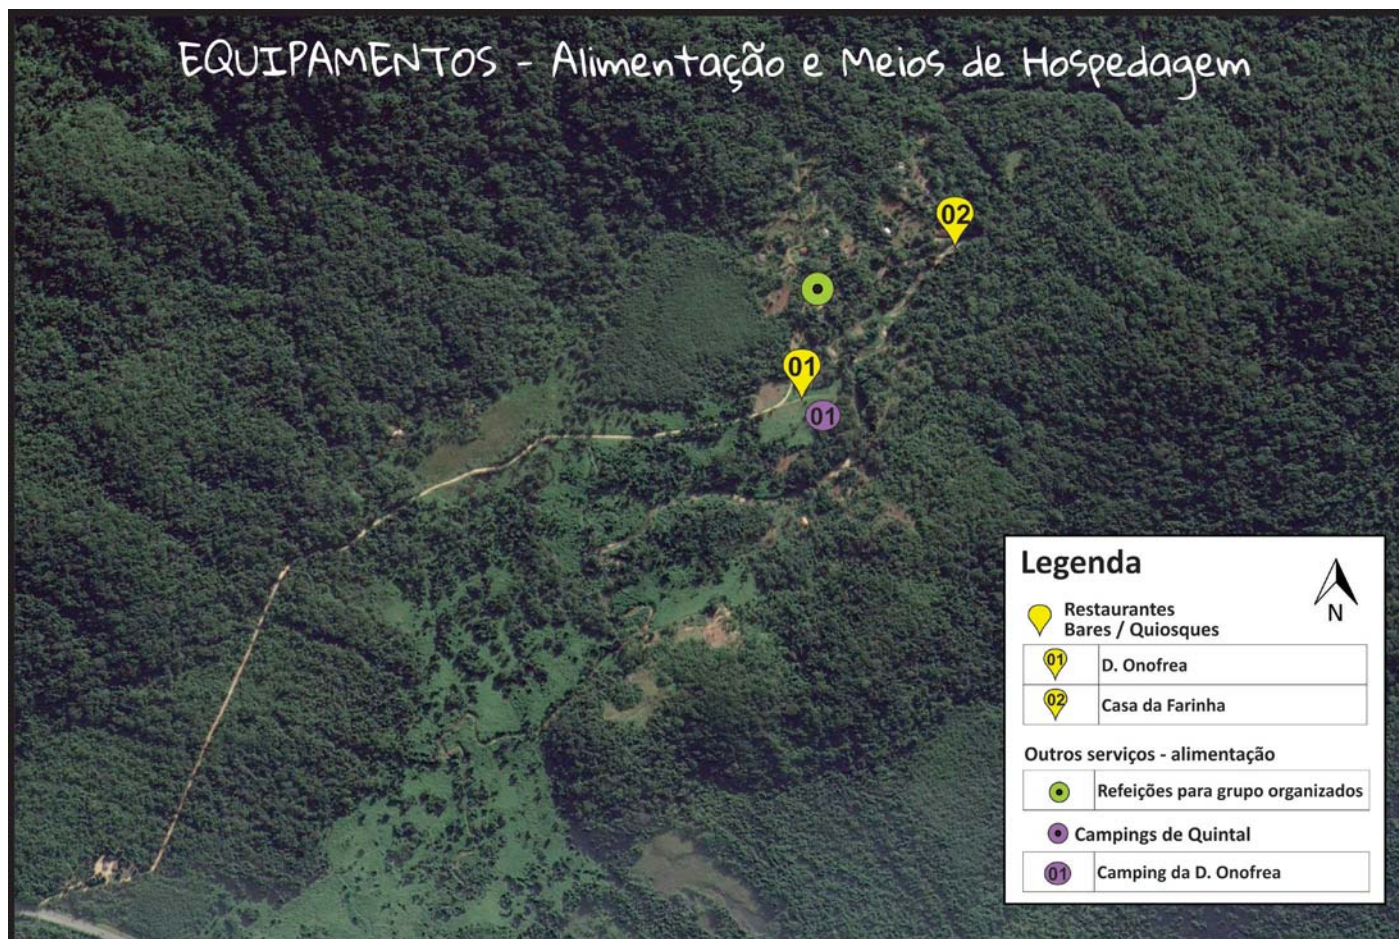 EQUIPAMENTOS - Alimentação e Meios de Hospedagem
02
01
01
Legenda
N
Restaurantes
Bares / Quiosques
01 D. Onofrea
02 Casa da Farinha
Outros serviços - alimentação
Refeições para grupo organizados
Campings de Quintal
01 Camping da D. Onofrea